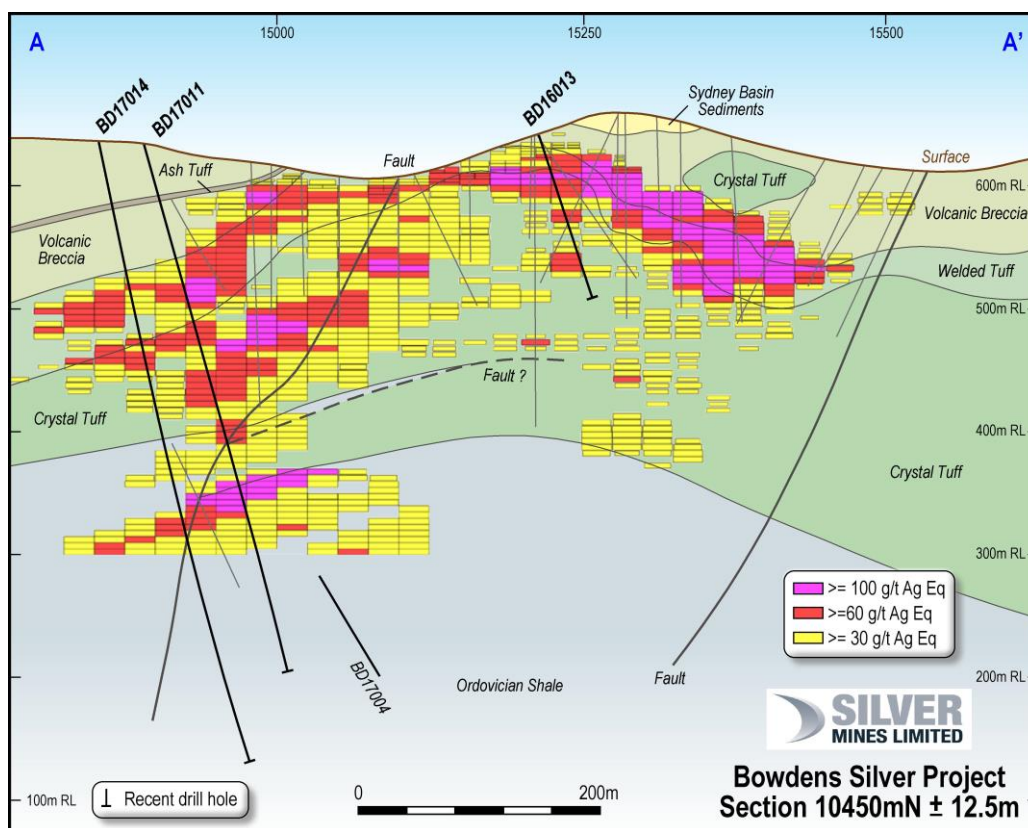 15000
15250
15500
A
A'
BD17014
BD17011
BD16013
Sydney Basin
Sediments
Ash Tuff
Fault
Crystal Tuff
Surface
600m RL
Volcanic Breccia
Volcanic
Breccia
Welded Tuff
500m RL
Fault ?
Crystal Tuff
400m RL
Crystal Tuff
300m RL
>= 100 g/t Ag Eq
>=60 g/t Ag Eq
>= 30 g/t Ag Eq
BD17004
Ordovician Shale
Fault
200m RL
SILVER
MINES LIMITED
Bowdens Silver Project
Section 10450mN ± 12.5m
100m RL
Recent drill hole
0
200m